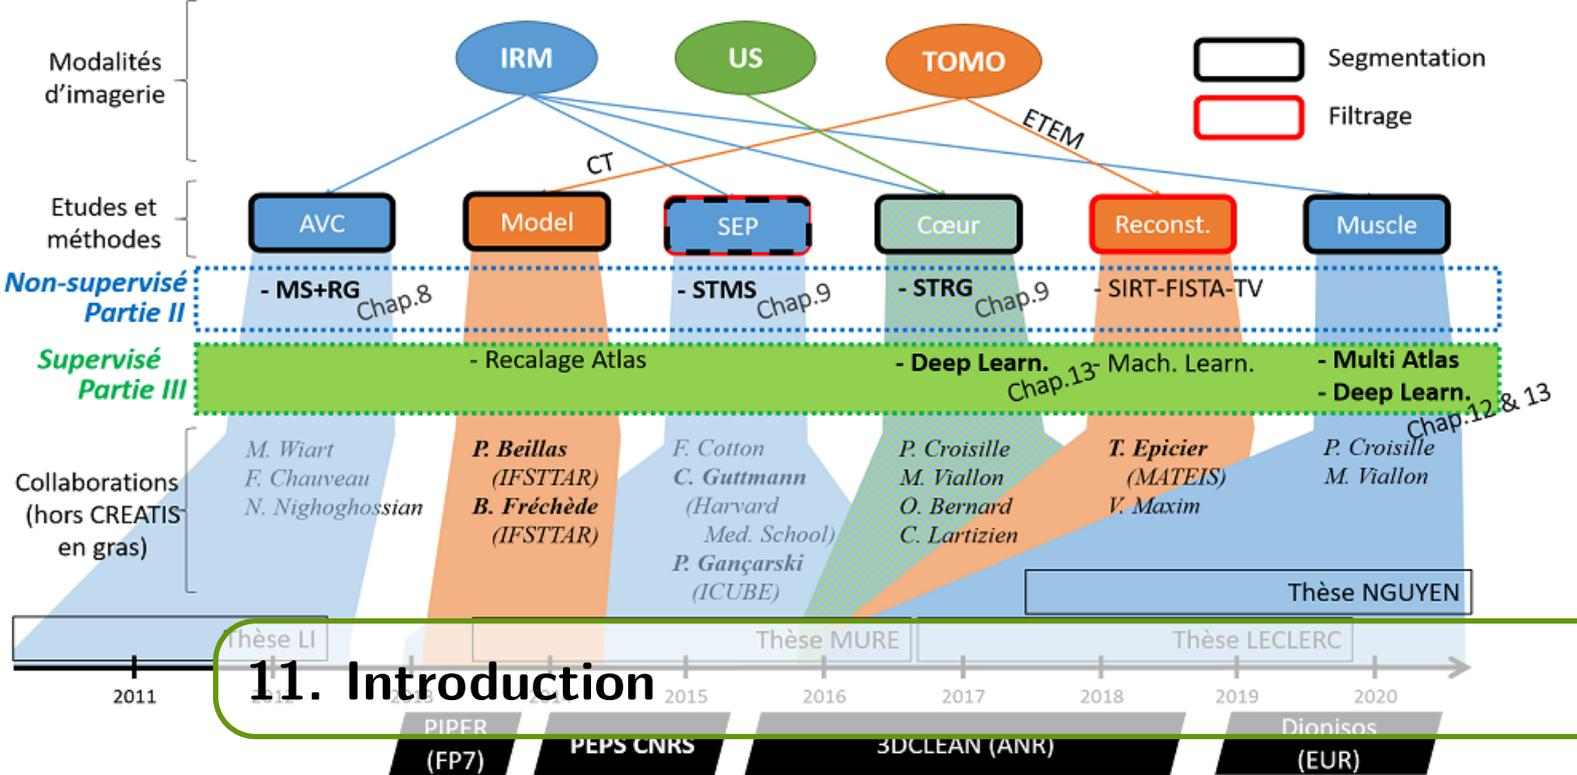 IRM
US
TOMO
Modalités
d'imagerie
Segmentation
Filtrage
ETEM
CT
Etudes et
méthodes
AVC
Model
SEP
Cœur
Reconst.
Muscle
Non-supervisé
Partie II
- MS+RG
Chap.8
- STMS
Chap.9
- STRG
Chap.9
- SIRT-FISTA-TV
Supervisé
Partie III
- Recalage Atlas
- Deep Learn.
Chap.13
- Mach. Learn.
- Multi Atlas
- Deep Learn.
Chap.12 & 13
Collaborations
(hors CREATIS
en gras)
M. Wiart
F. Chauveau
N. Nighoghossian
P. Beillas
(IFSTTAR)
B. Fréchède
(IFSTTAR)
F. Cotton
C. Guttmann
(Harvard
Med. School)
P. Gançarski
(ICUBE)
P. Croisille
M. Viallon
O. Bernard
C. Lartizien
T. Epicier
(MATEIS)
V. Maxim
P. Croisille
M. Viallon
Thèse NGUYEN
Thèse LI
Thèse MURE
Thèse LECLERC
11. Introduction
2011
2012
2013
2014
2015
2016
2017
2018
2019
2020
PIPER
(FP7)
PEPS CNRS
3DCLEAN (ANR)
Dionisos
(EUR)